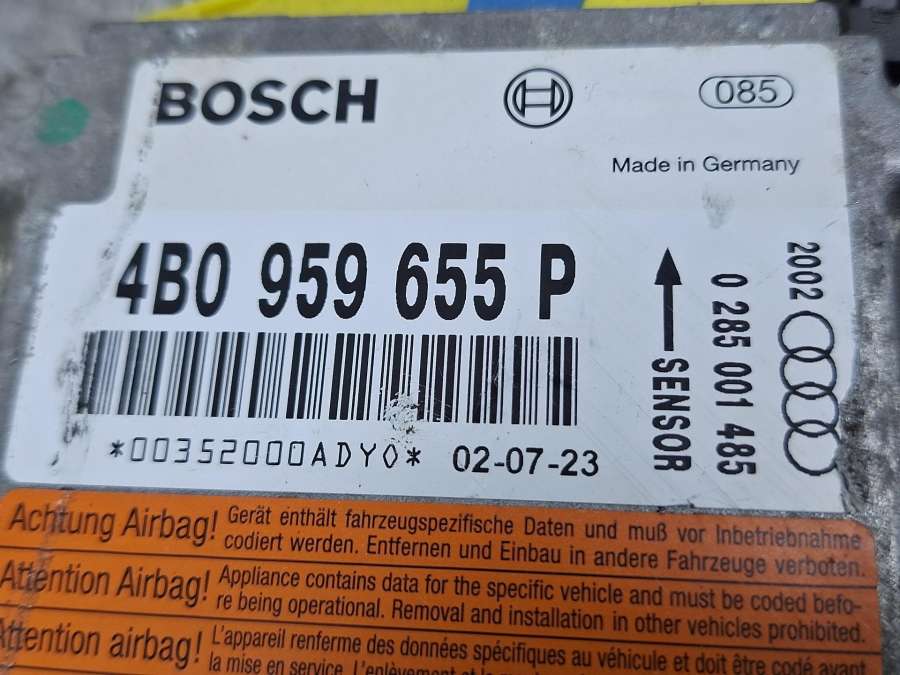 BOSCH
085
Made in Germany
4B0 959 655 P
*00352000ADY0* 02-07-23
SENSOR
0 285 001 485
2002
Achtung Airbag! Gerät enthält fahrzeugspezifische Daten und muß vor Inbetriebnahme
codiert werden. Entfernen und Einbau in andere Fahrzeuge verboten.
Attention Airbag! Appliance contains data for the specific vehicle and must be coded befo-
re being operational. Removal and installation in other vehicles prohibited.
Attention airbag! L'appareil renferme des données spécifiques au véhicule et doit être codé avant
la mise en service. L'enlèvement et